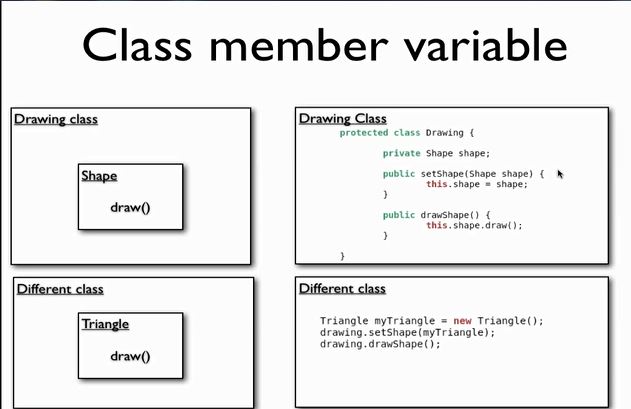 Class member variable
Drawing class
Shape
draw()
Drawing Class
protected class Drawing {
private Shape shape;
public setShape(Shape shape) {
this.shape = shape;
}
public drawShape() {
this.shape.draw();
}
}
Different class
Triangle
draw()
Different class
Triangle myTriangle = new Triangle();
drawing.setShape(myTriangle);
drawing.drawShape();